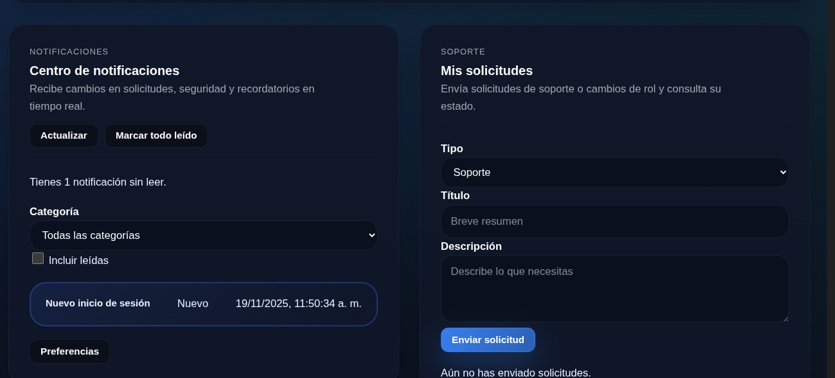 NOTIFICACIONES
Centro de notificaciones
Recibe cambios en solicitudes, seguridad y recordatorios en
tiempo real.
Actualizar
Marcar todo leído
Tienes 1 notificación sin leer.
Categoría
Todas las categorías
Incluir leídas
Nuevo inicio de sesión Nuevo 19/11/2025, 11:50:34 a. m.
Preferencias
SOPORTE
Mis solicitudes
Envía solicitudes de soporte o cambios de rol y consulta su
estado.
Tipo
Soporte
Título
Breve resumen
Descripción
Describe lo que necesitas
Enviar solicitud
Aún no has enviado solicitudes.